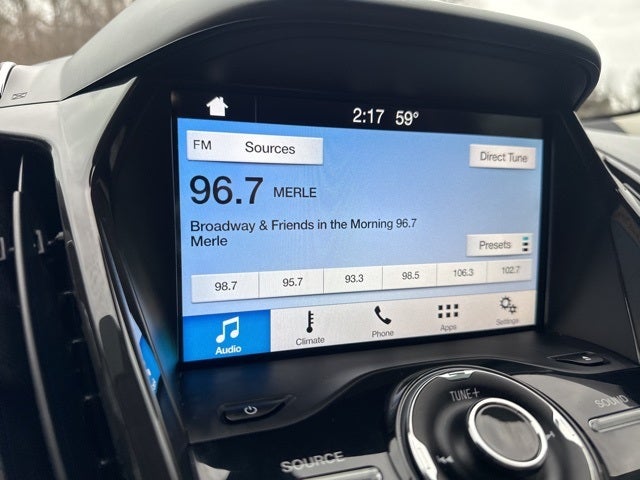 2:17 59°
FM Sources
Direct Tune
96.7 MERLE
Broadway & Friends in the Morning 96.7
Merle
Presets
98.7 95.7 93.3 98.5 106.3 102.7
Audio Climate Phone Apps Settings
TUNE+
SOUND
SOURCE